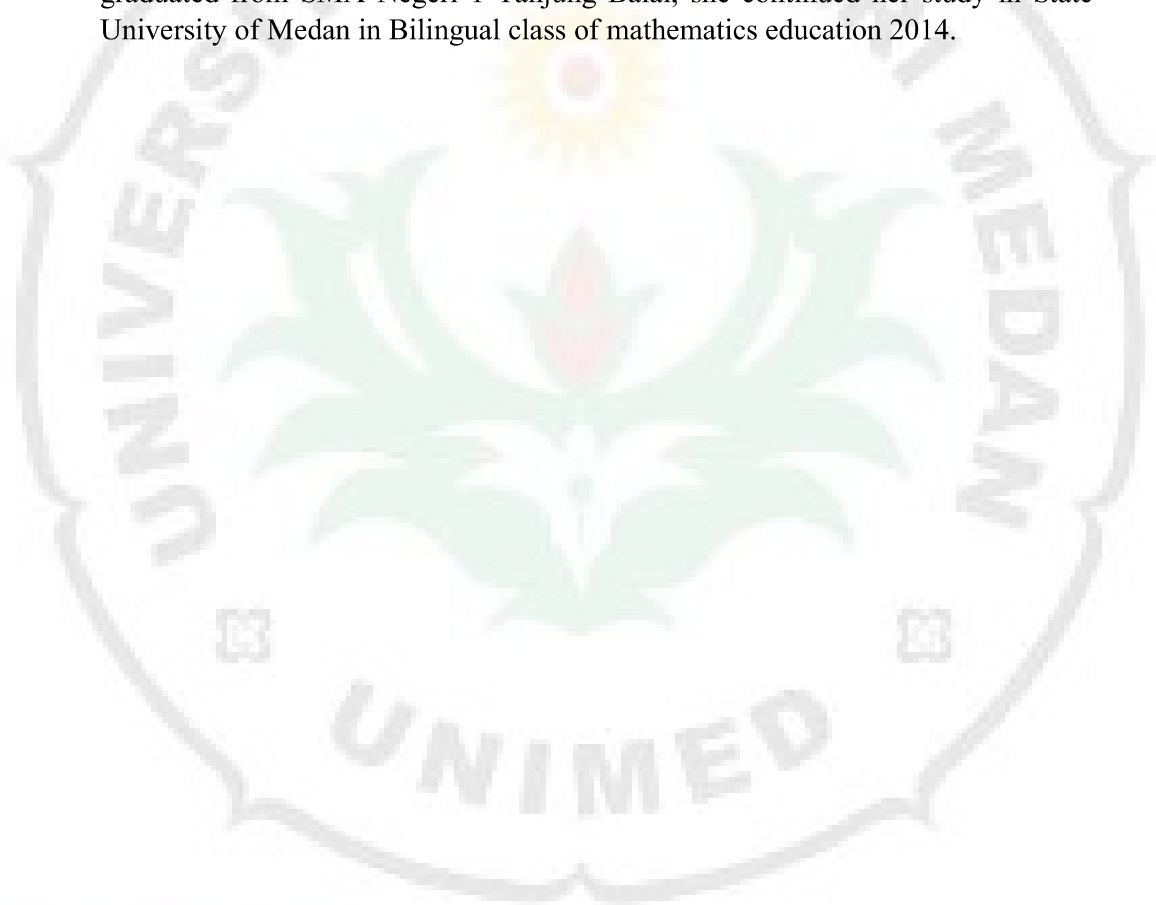 graduated from SMA Negeri 1 Tanjung Balai, she continued her study in State
University of Medan in Bilingual class of mathematics education 2014.
MEDAN
UNIMED